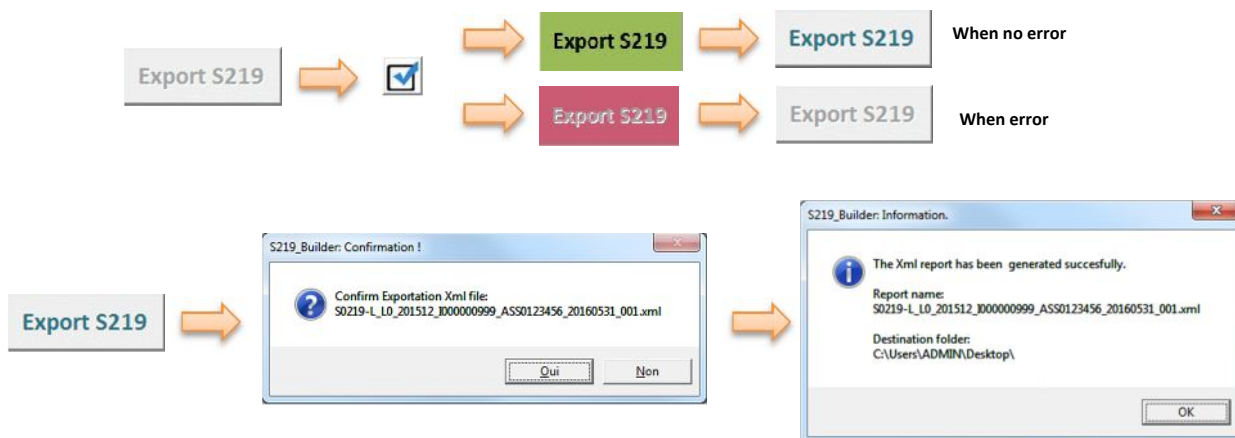 Export S219
Export S219
Export S219
When no error
Export S219
Export S219
When error
Export S219
S219_Builder: Confirmation !
Confirm Exportation Xml file:
S0219-L_L0_201512_I000000999_ASS0123456_20160531_001.xml
Oui
Non
S219_Builder: Information.
The Xml report has been generated succesfully.
Report name:
S0219-L_L0_201512_I000000999_ASS0123456_20160531_001.xml
Destination folder:
C:\Users\ADMIN\Desktop\
OK